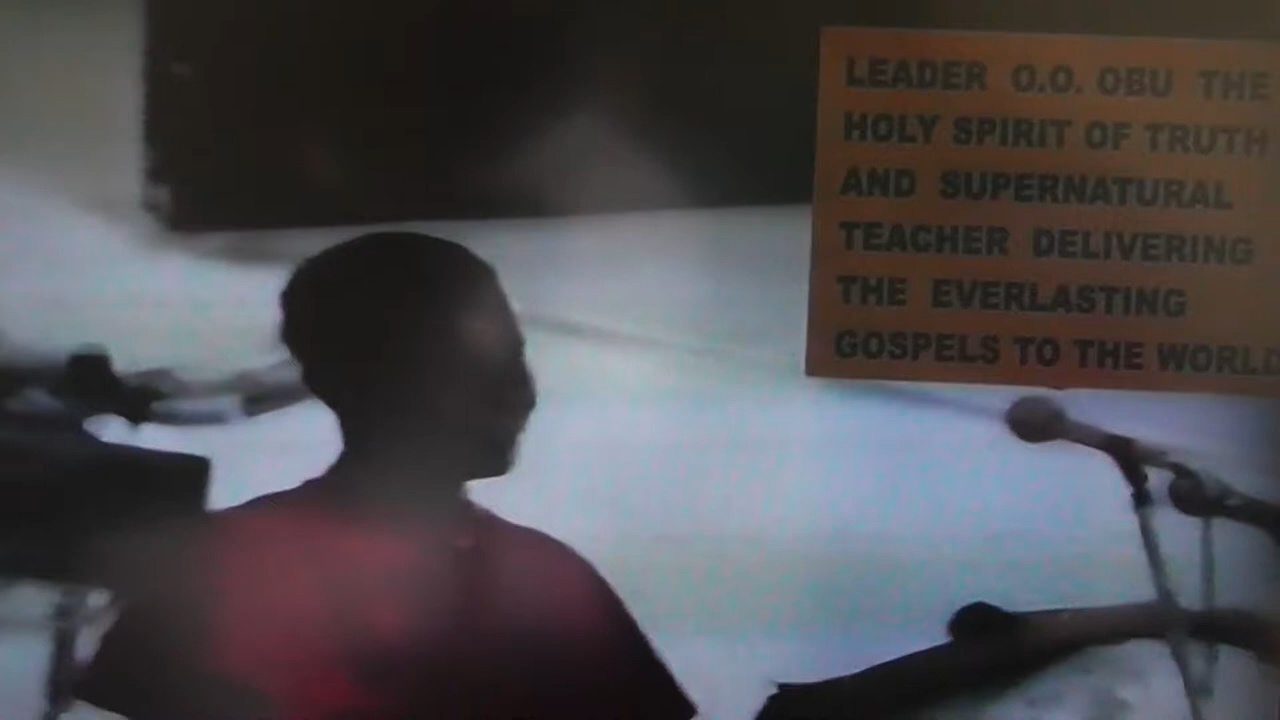 LEADER O.O. OBU THE
HOLY SPIRIT OF TRUTH
AND SUPERNATURAL
TEACHER DELIVERING
THE EVERLASTING
GOSPELS TO THE WORLD